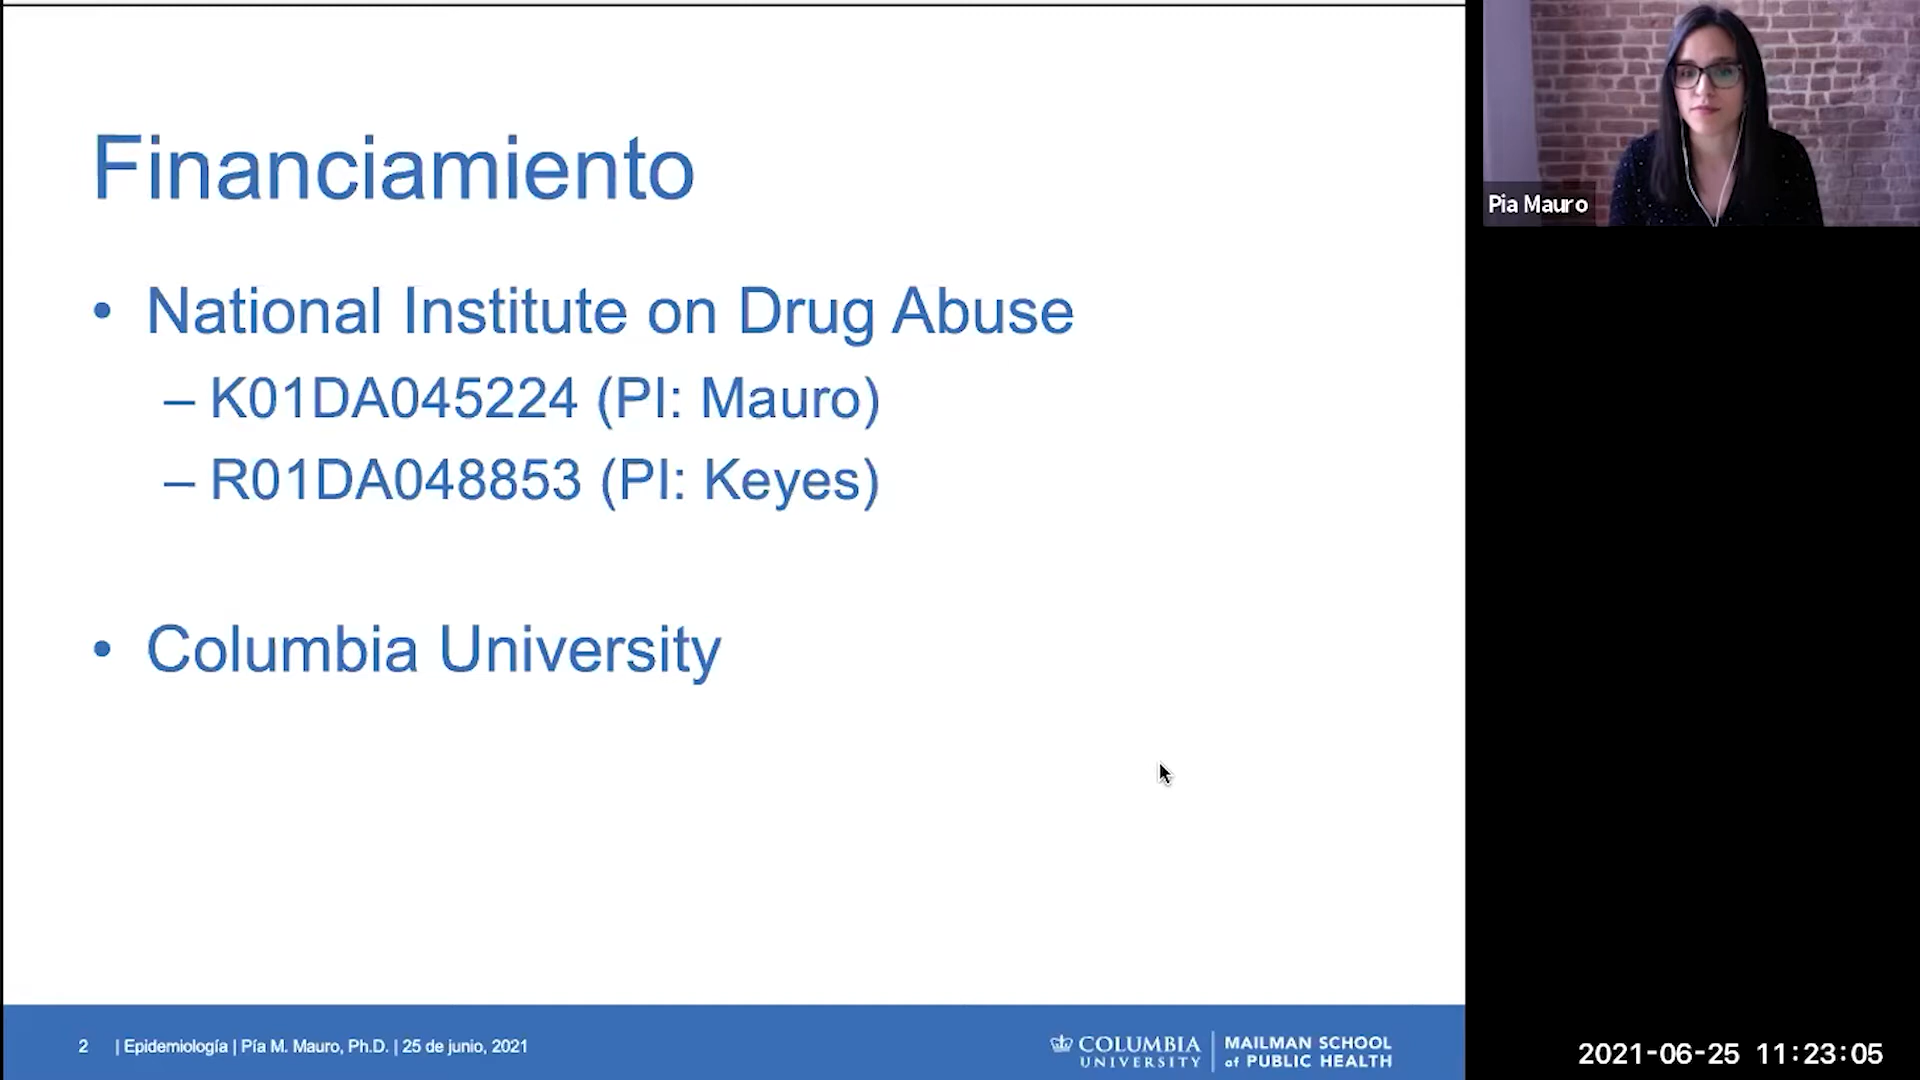 Financiamiento
• National Institute on Drug Abuse
– K01DA045224 (PI: Mauro)
– R01DA048853 (PI: Keyes)
• Columbia University
2 | Epidemiología | Pía M. Mauro, Ph.D. | 25 de junio, 2021
COLUMBIA UNIVERSITY
MAILMAN SCHOOL
of PUBLIC HEALTH
Pia Mauro
2021-06-25 11:23:05